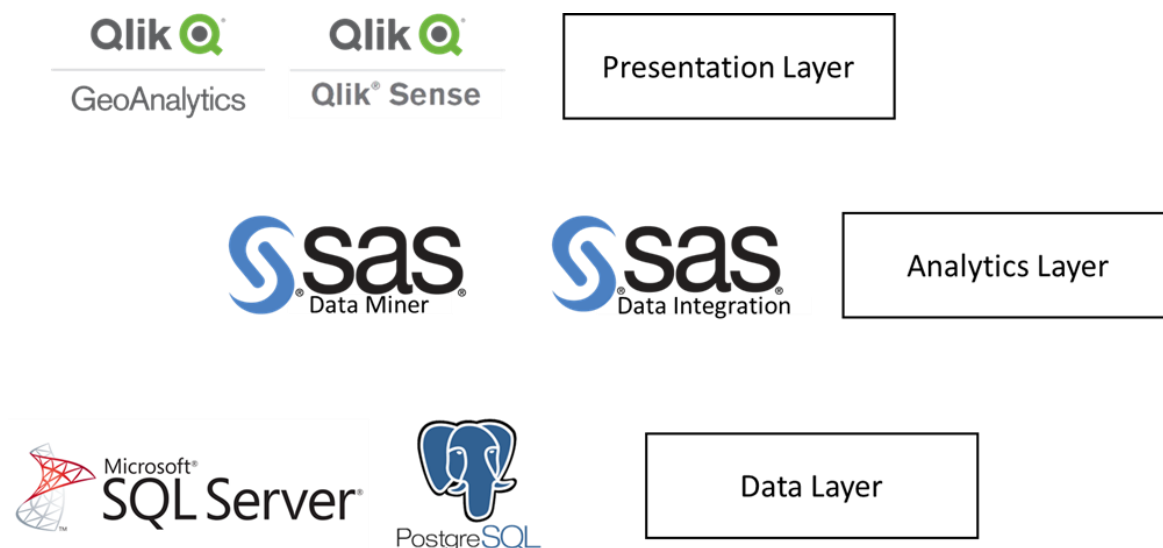 Qlik
GeoAnalytics
Qlik
Qlik® Sense
Presentation Layer
sas®
Data Miner
sas®
Data Integration
Analytics Layer
Microsoft®
SQL Server®
™
PostgreSQL
Data Layer